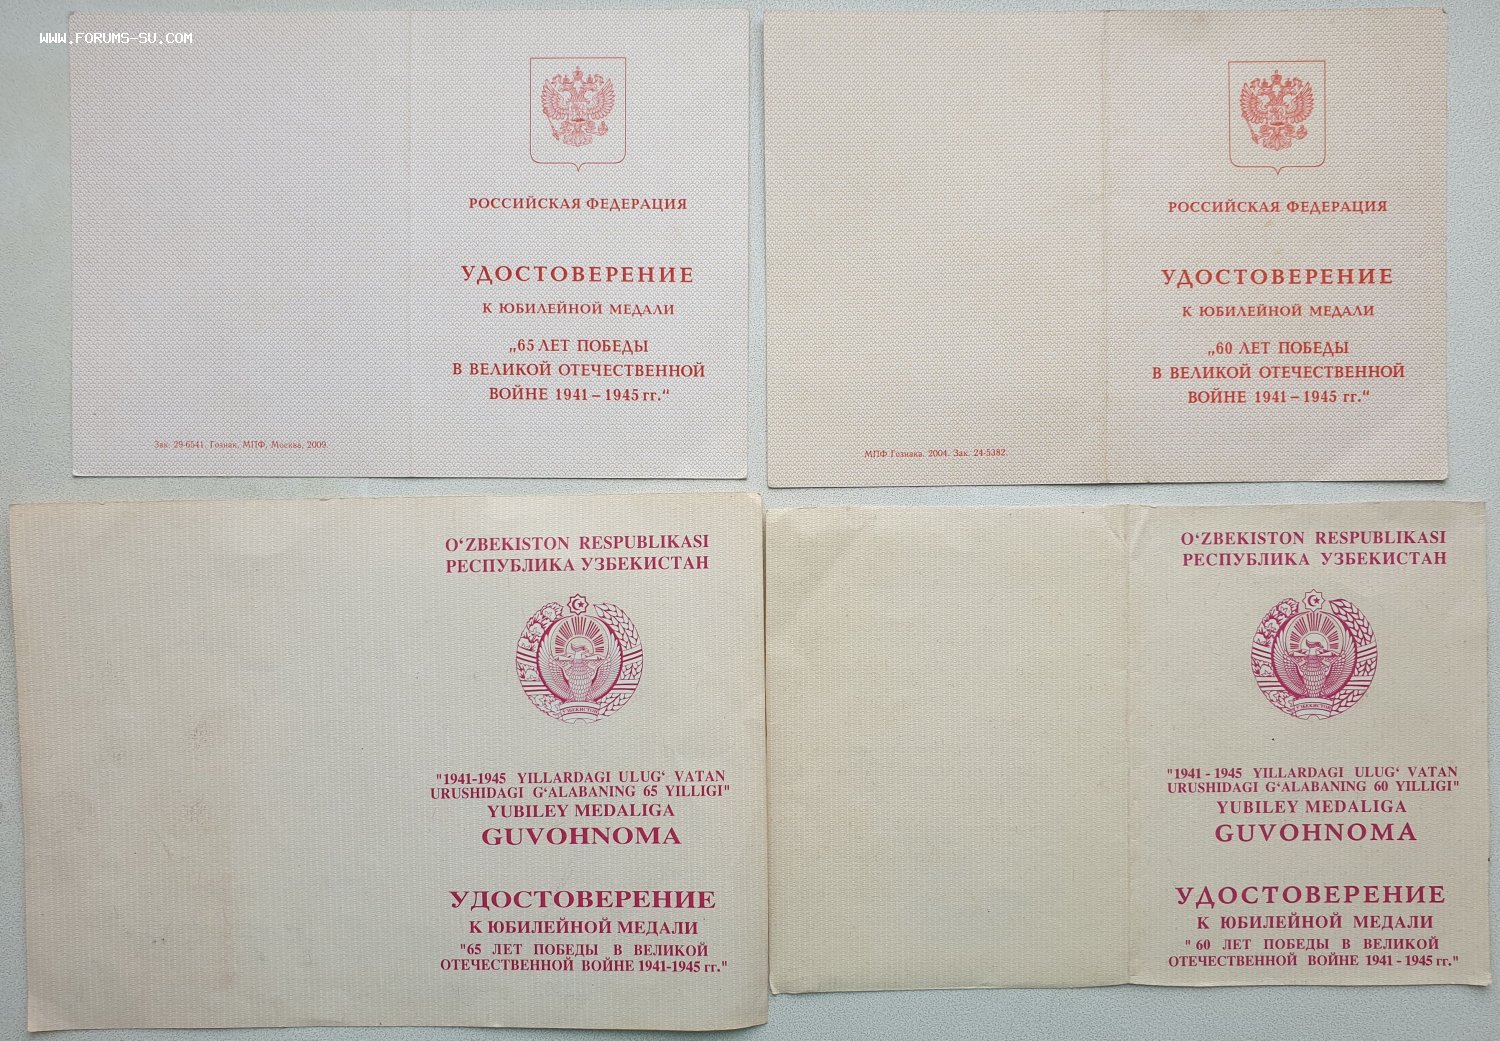 WWW.FORUMS-SU.COM
РОССИЙСКАЯ ФЕДЕРАЦИЯ
УДОСТОВЕРЕНИЕ
К ЮБИЛЕЙНОЙ МЕДАЛИ
„65 ЛЕТ ПОБЕДЫ
В ВЕЛИКОЙ ОТЕЧЕСТВЕННОЙ
ВОЙНЕ 1941 – 1945 гг.“
Зак. 29-6541. Гознак. МПФ. Москва. 2009.
РОССИЙСКАЯ ФЕДЕРАЦИЯ
УДОСТОВЕРЕНИЕ
К ЮБИЛЕЙНОЙ МЕДАЛИ
„60 ЛЕТ ПОБЕДЫ
В ВЕЛИКОЙ ОТЕЧЕСТВЕННОЙ
ВОЙНЕ 1941 – 1945 гг.“
МПФ Гознака. 2004. Зак. 24-5382.
O‘ZBEKISTON RESPUBLIKASI
РЕСПУБЛИКА УЗБЕКИСТАН
"1941-1945 YILLARDAGI ULUG‘ VATAN
URUSHIDAGI G‘ALABANING 65 YILLIGI"
YUBILEY MEDALIGA
GUVOHNOMA
УДОСТОВЕРЕНИЕ
К ЮБИЛЕЙНОЙ МЕДАЛИ
"65 ЛЕТ ПОБЕДЫ В ВЕЛИКОЙ
ОТЕЧЕСТВЕННОЙ ВОЙНЕ 1941-1945 гг."
O‘ZBEKISTON RESPUBLIKASI
РЕСПУБЛИКА УЗБЕКИСТАН
"1941 - 1945 YILLARDAGI ULUG‘ VATAN
URUSHIDAGI G‘ALABANING 60 YILLIGI"
YUBILEY MEDALIGA
GUVOHNOMA
УДОСТОВЕРЕНИЕ
К ЮБИЛЕЙНОЙ МЕДАЛИ
" 60 ЛЕТ ПОБЕДЫ В ВЕЛИКОЙ
ОТЕЧЕСТВЕННОЙ ВОЙНЕ 1941 - 1945 гг."